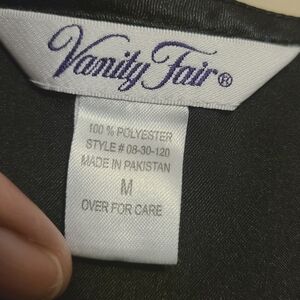 Vanity Fair®
100% POLYESTER
STYLE # 08-30-120
MADE IN PAKISTAN
M
OVER FOR CARE